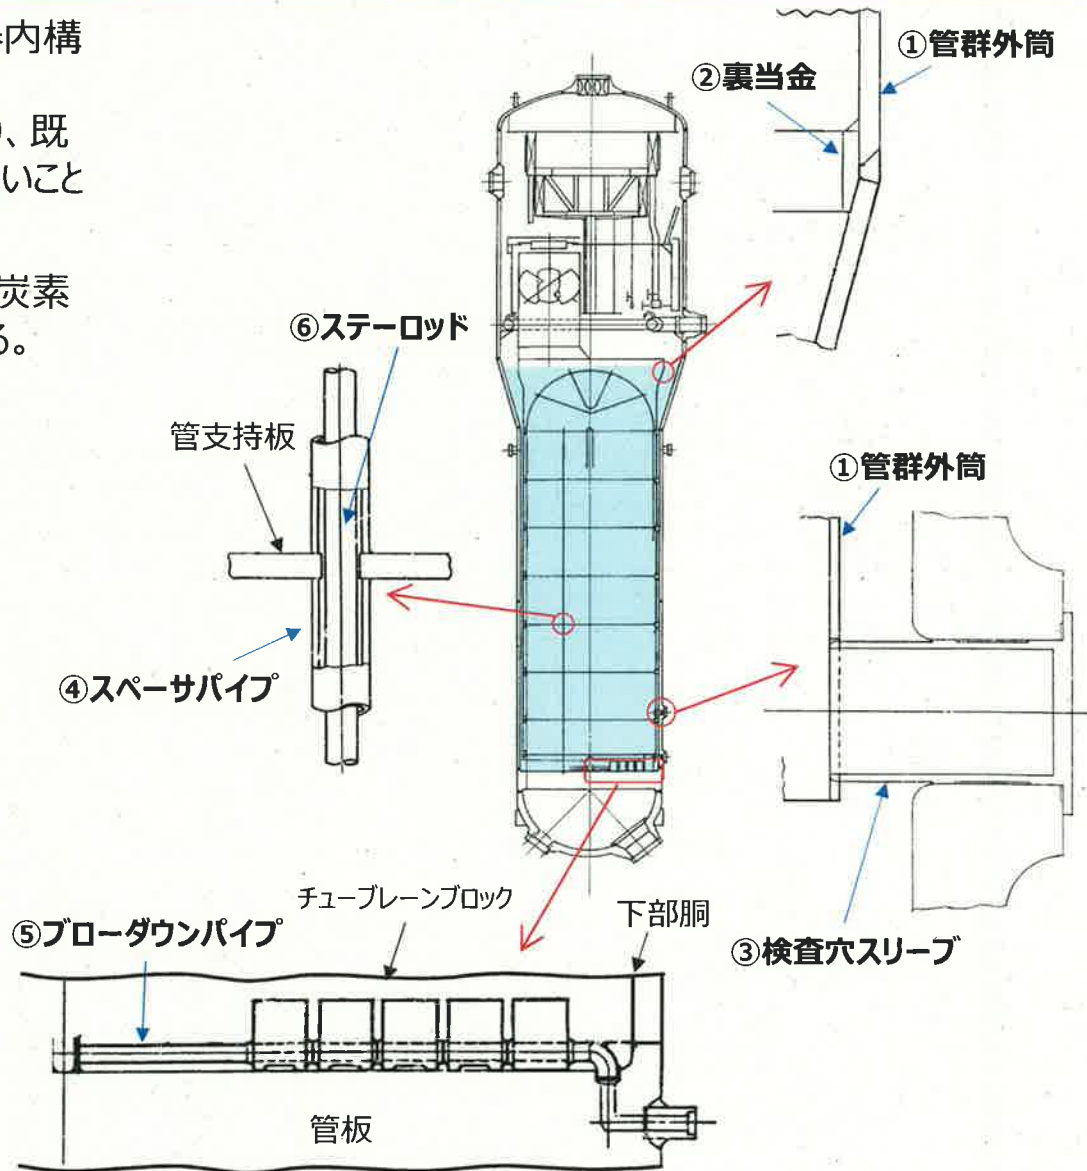 内構
、既
いこと
炭素
る。
①管群外筒
②裏当金
⑥ステーロッド
管支持板
①管群外筒
④スペーサパイプ
チューブレーンブロック
下部胴
⑤ブローダウンパイプ
③検査穴スリーブ
管板